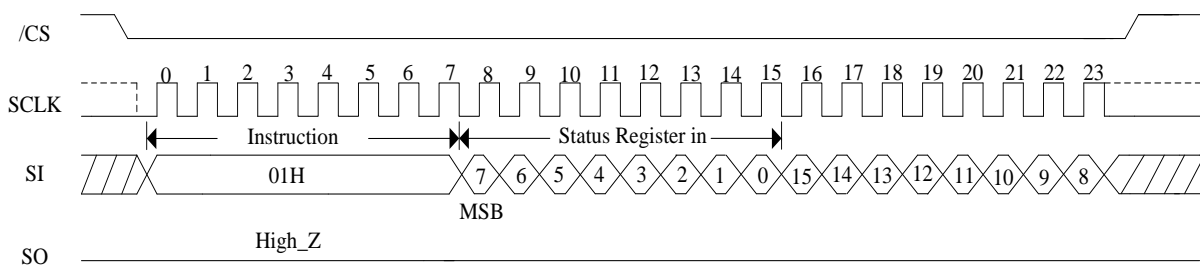 /CS
0 1 2 3 4 5 6 7 8 9 10 11 12 13 14 15 16 17 18 19 20 21 22 23
SCLK
Instruction Status Register in
SI 01H 7 6 5 4 3 2 1 0 15 14 13 12 11 10 9 8
MSB
High_Z
SO